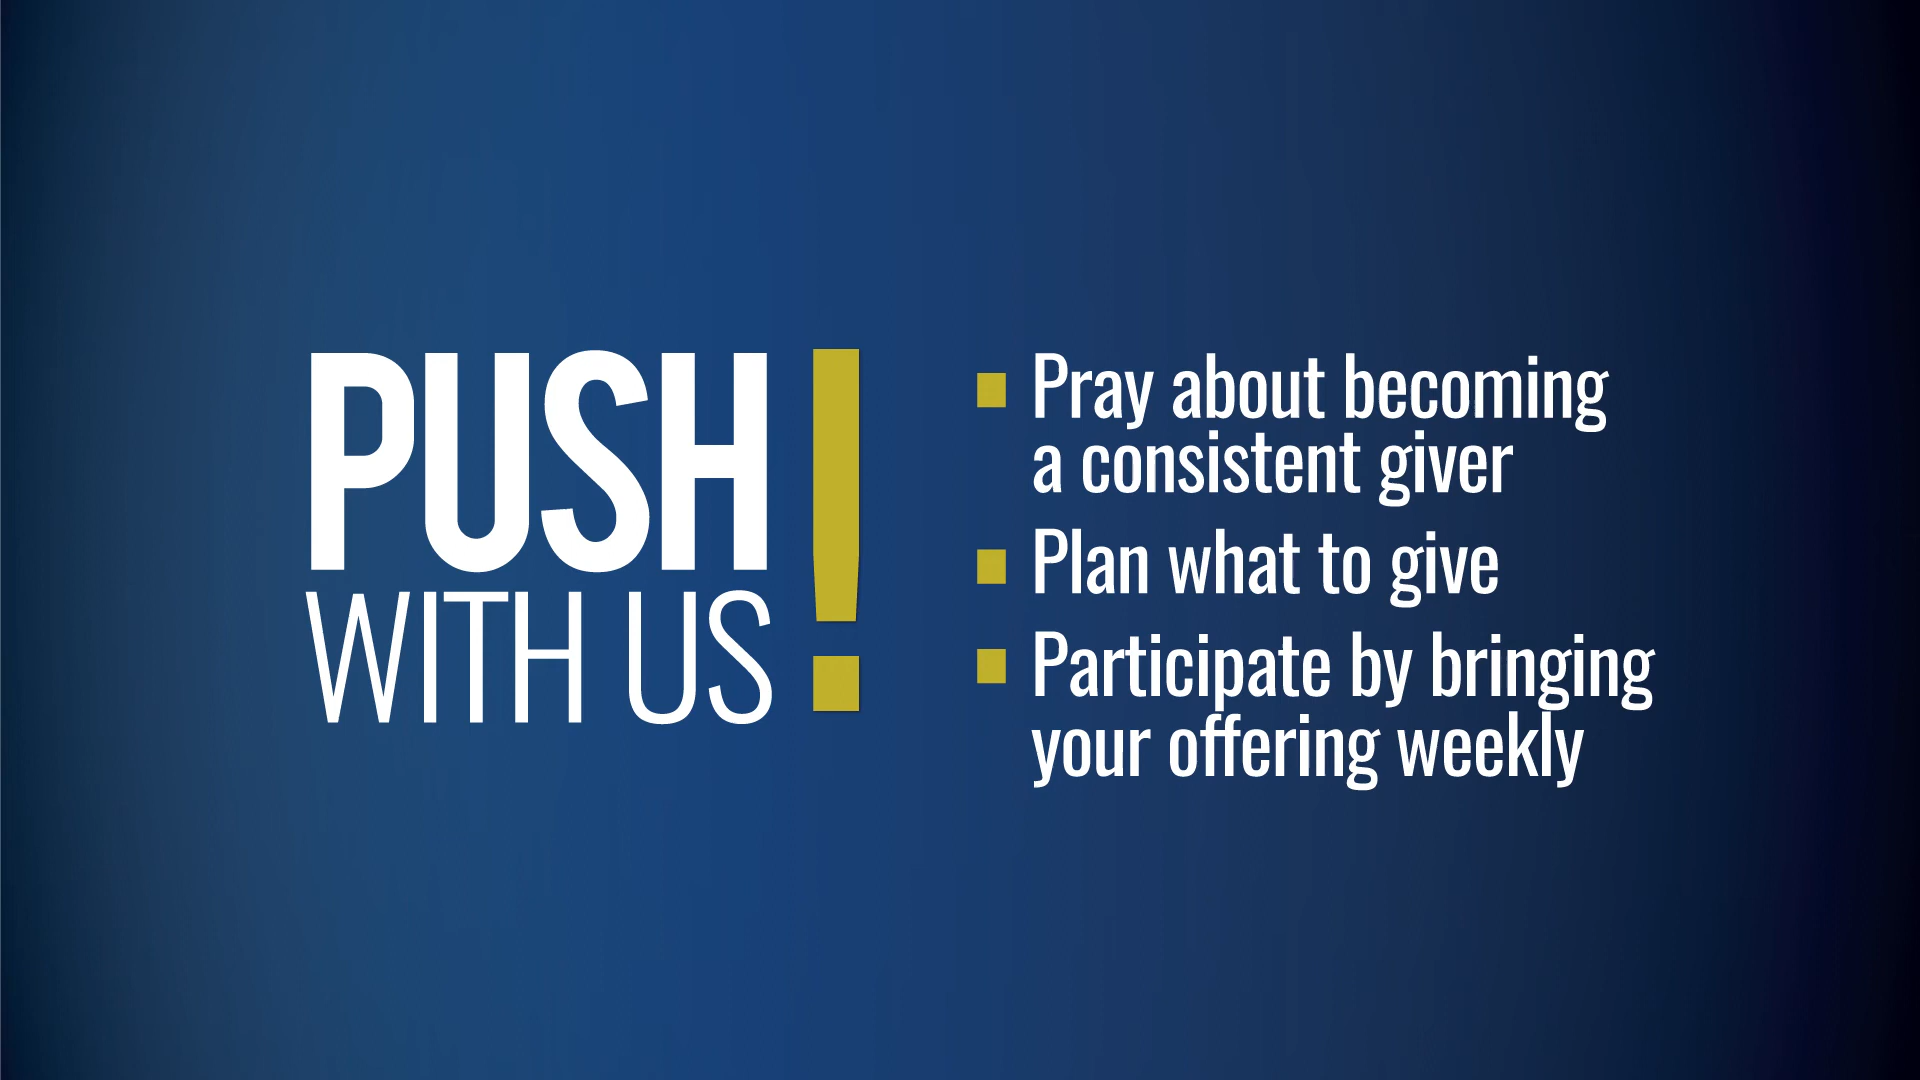 PUSH
WITH US!
Pray about becoming
a consistent giver
Plan what to give
Participate by bringing
your offering weekly